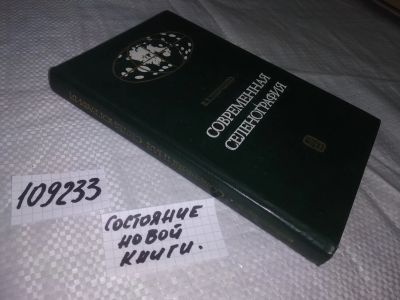 СОВРЕМЕННАЯ
СЕЛЕНОГРАФИЯ
109233
СОСТОЯНИЕ
НОВОЙ
КНИГИ.